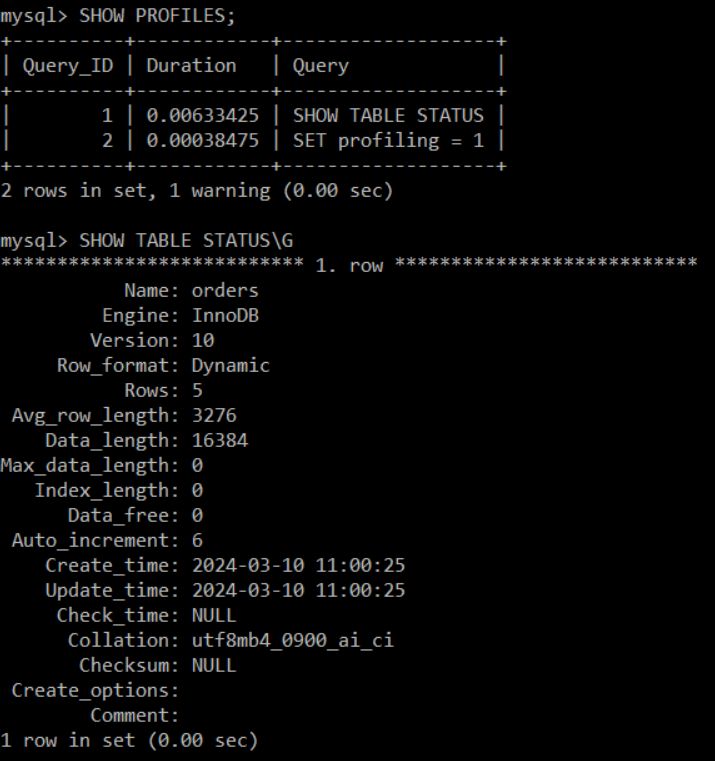 mysql> SHOW PROFILES;
+----------+------------+-------------------+
| Query_ID | Duration   | Query             |
+----------+------------+-------------------+
|        1 | 0.00633425 | SHOW TABLE STATUS |
|        2 | 0.00038475 | SET profiling = 1 |
+----------+------------+-------------------+
2 rows in set, 1 warning (0.00 sec)

mysql> SHOW TABLE STATUS\G
*************************** 1. row ***************************
           Name: orders
         Engine: InnoDB
        Version: 10
     Row_format: Dynamic
           Rows: 5
 Avg_row_length: 3276
    Data_length: 16384
Max_data_length: 0
   Index_length: 0
      Data_free: 0
 Auto_increment: 6
    Create_time: 2024-03-10 11:00:25
    Update_time: 2024-03-10 11:00:25
     Check_time: NULL
      Collation: utf8mb4_0900_ai_ci
       Checksum: NULL
 Create_options:
        Comment:
1 row in set (0.00 sec)